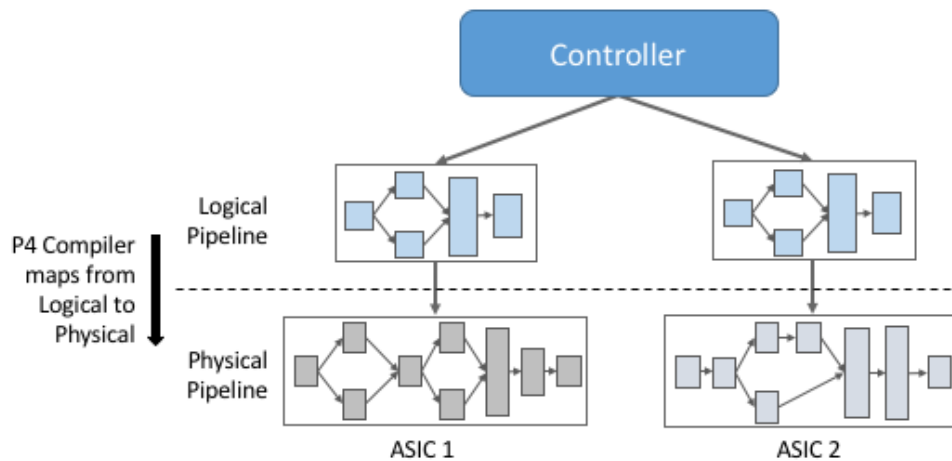 Controller
Logical
Pipeline
P4 Compiler
maps from
Logical to
Physical
Physical
Pipeline
ASIC 1
ASIC 2